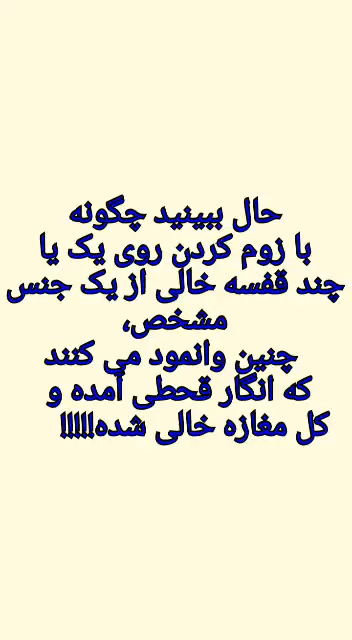 حال ببینید چگونه
با زوم کردن روی یک یا
چند قفسه خالی از یک جنس
مشخص،
چنین وانمود می کنند
که انگار قحطی آمده و
کل مغازه خالی شده!!!!!